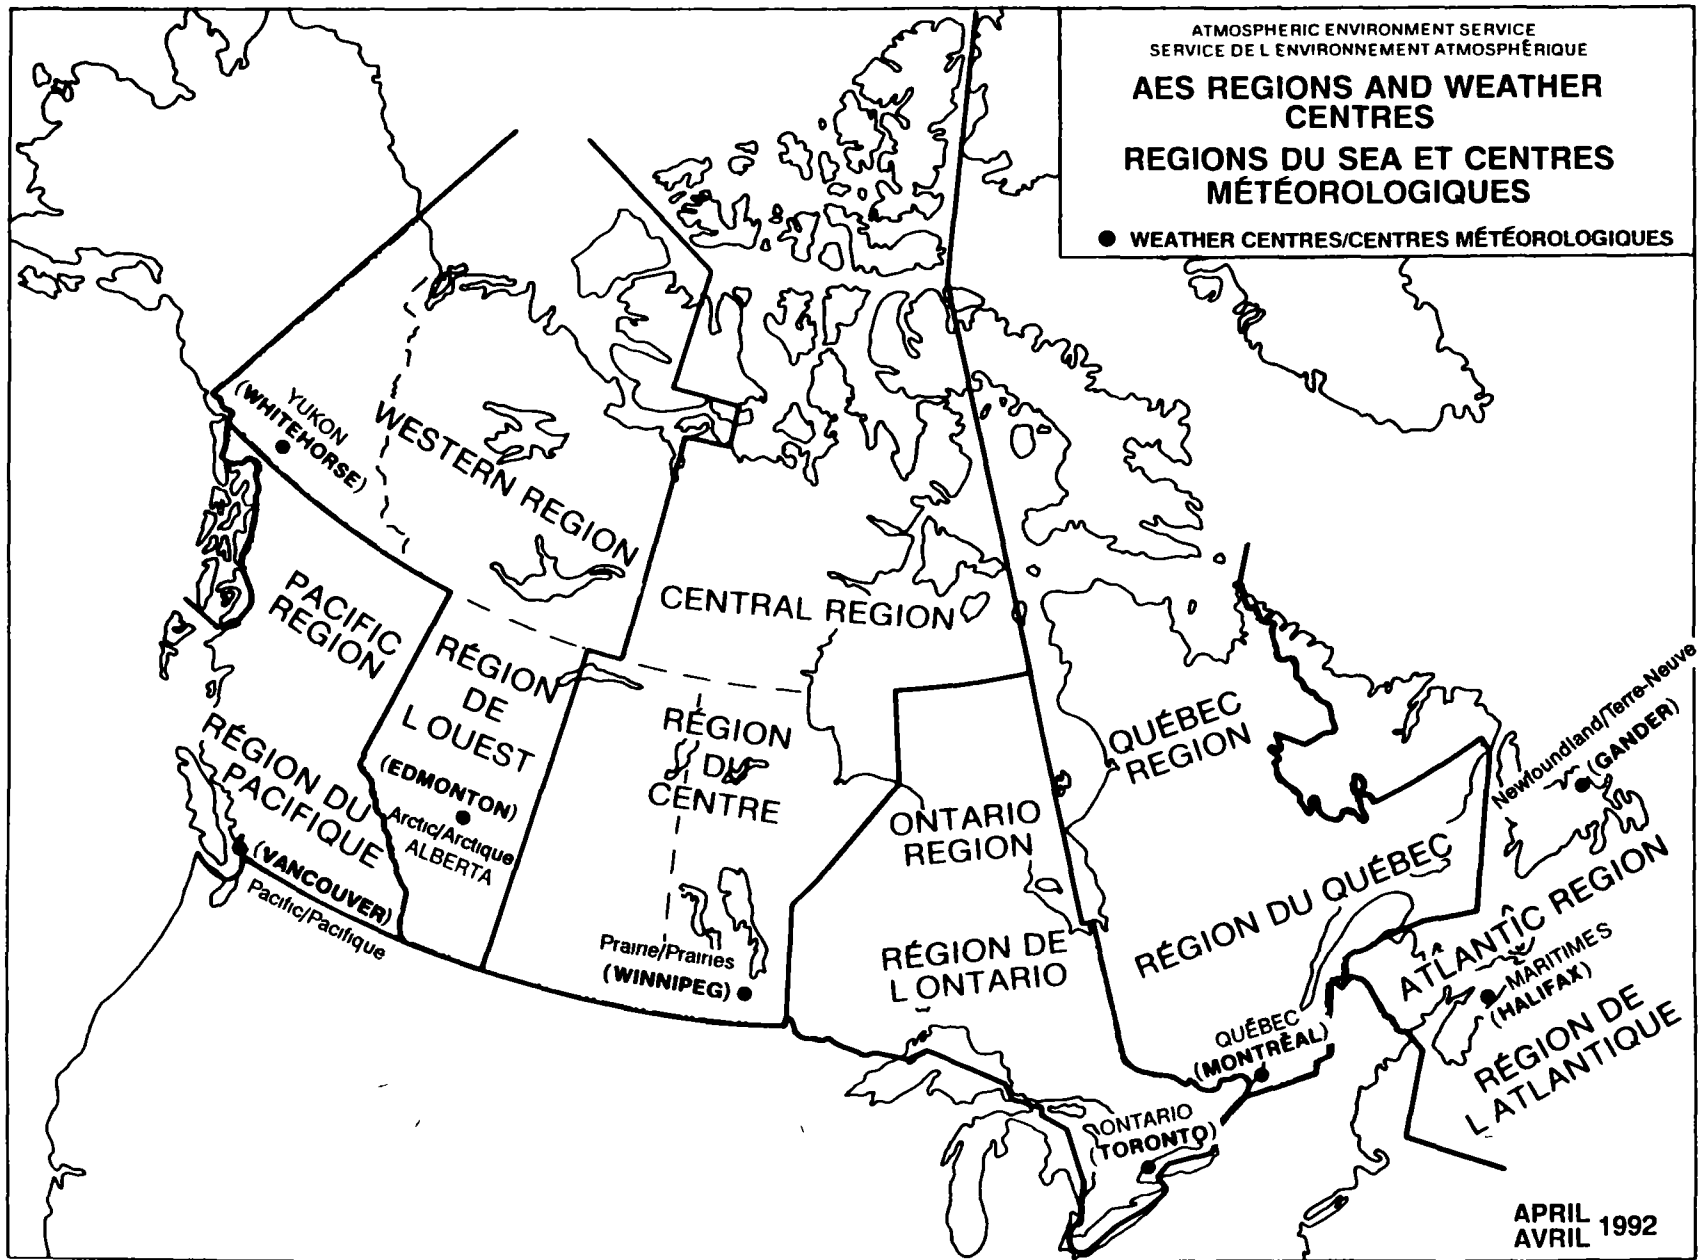 ATMOSPHERIC ENVIRONMENT SERVICE
SERVICE DE L ENVIRONNEMENT ATMOSPHÉRIQUE
AES REGIONS AND WEATHER
CENTRES
REGIONS DU SEA ET CENTRES
MÉTÉOROLOGIQUES
● WEATHER CENTRES/CENTRES MÉTÉOROLOGIQUES
YUKON
(WHITEHORSE)
WESTERN REGION
PACIFIC
REGION
CENTRAL REGION
RÉGION
DE
L OUEST
(EDMONTON)
Arctic/Arctique
ALBERTA
RÉGION DU
PACIFIQUE
(VANCOUVER)
Pacific/Pacifique
RÉGION
DU
CENTRE
Prairie/Prairies
(WINNIPEG)
ONTARIO
REGION
RÉGION DE
L ONTARIO
ONTARIO
(TORONTO)
QUÉBEC
REGION
RÉGION DU QUÉBEC
QUÉBEC
(MONTRÉAL)
Newfoundland/Terre-Neuve
(GANDER)
ATLANTIC REGION
MARITIMES
(HALIFAX)
RÉGION DE
L ATLANTIQUE
APRIL
AVRIL 1992